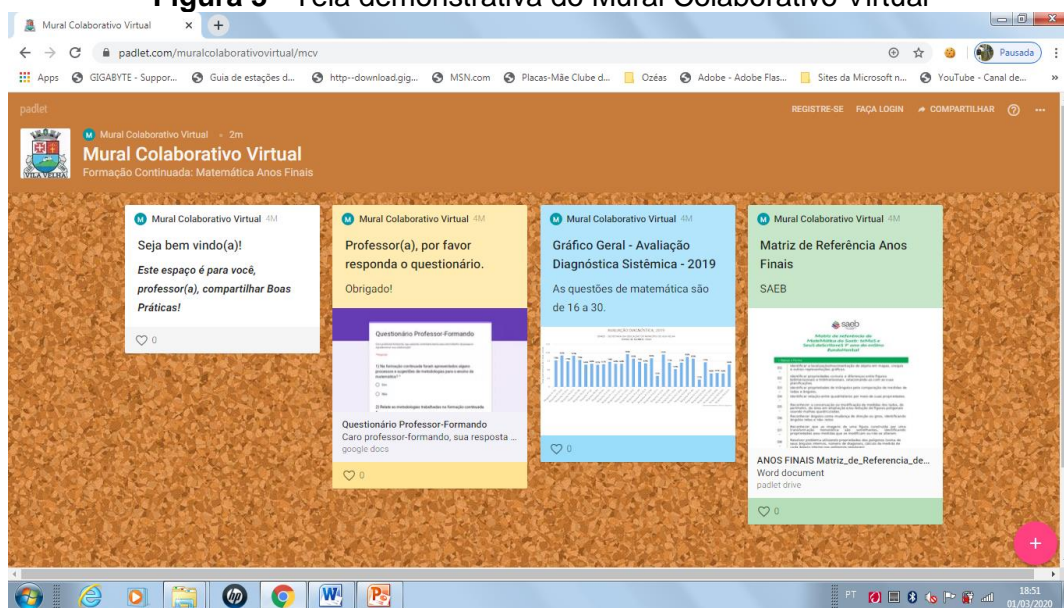 Figura 5 - Tela demonstrativa do Mural Colaborativo Virtual
Mural Colaborativo Virtual
padlet.com/muralcolaborativovirtual/mcv
Pausada
Apps GIGABYTE - Suppor... Guia de estações d... http--download.gig... MSN.com Placas-Mãe Clube d... Ozéas Adobe - Adobe Flas... Sites da Microsoft n... YouTube - Canal de... »
padlet
REGISTRE-SE FAÇA LOGIN COMPARTILHAR
VILA VELHA
Mural Colaborativo Virtual • 2m
Mural Colaborativo Virtual
Formação Continuada: Matemática Anos Finais
M Mural Colaborativo Virtual 4M
Seja bem vindo(a)!
Este espaço é para você,
professor(a), compartilhar Boas
Práticas!
0
M Mural Colaborativo Virtual 4M
Professor(a), por favor
responda o questionário.
Obrigado!
Questionário Professor-Formando
Questionário Professor-Formando
Caro professor-formando, sua resposta ...
google docs
0
M Mural Colaborativo Virtual 4M
Gráfico Geral - Avaliação
Diagnóstica Sistêmica - 2019
As questões de matemática são
de 16 a 30.
0
M Mural Colaborativo Virtual 4M
Matriz de Referência Anos
Finais
SAEB
saeb
ANOS FINAIS Matriz_de_Referencia_de...
Word document
padlet drive
0
PT
18:51
01/03/2020